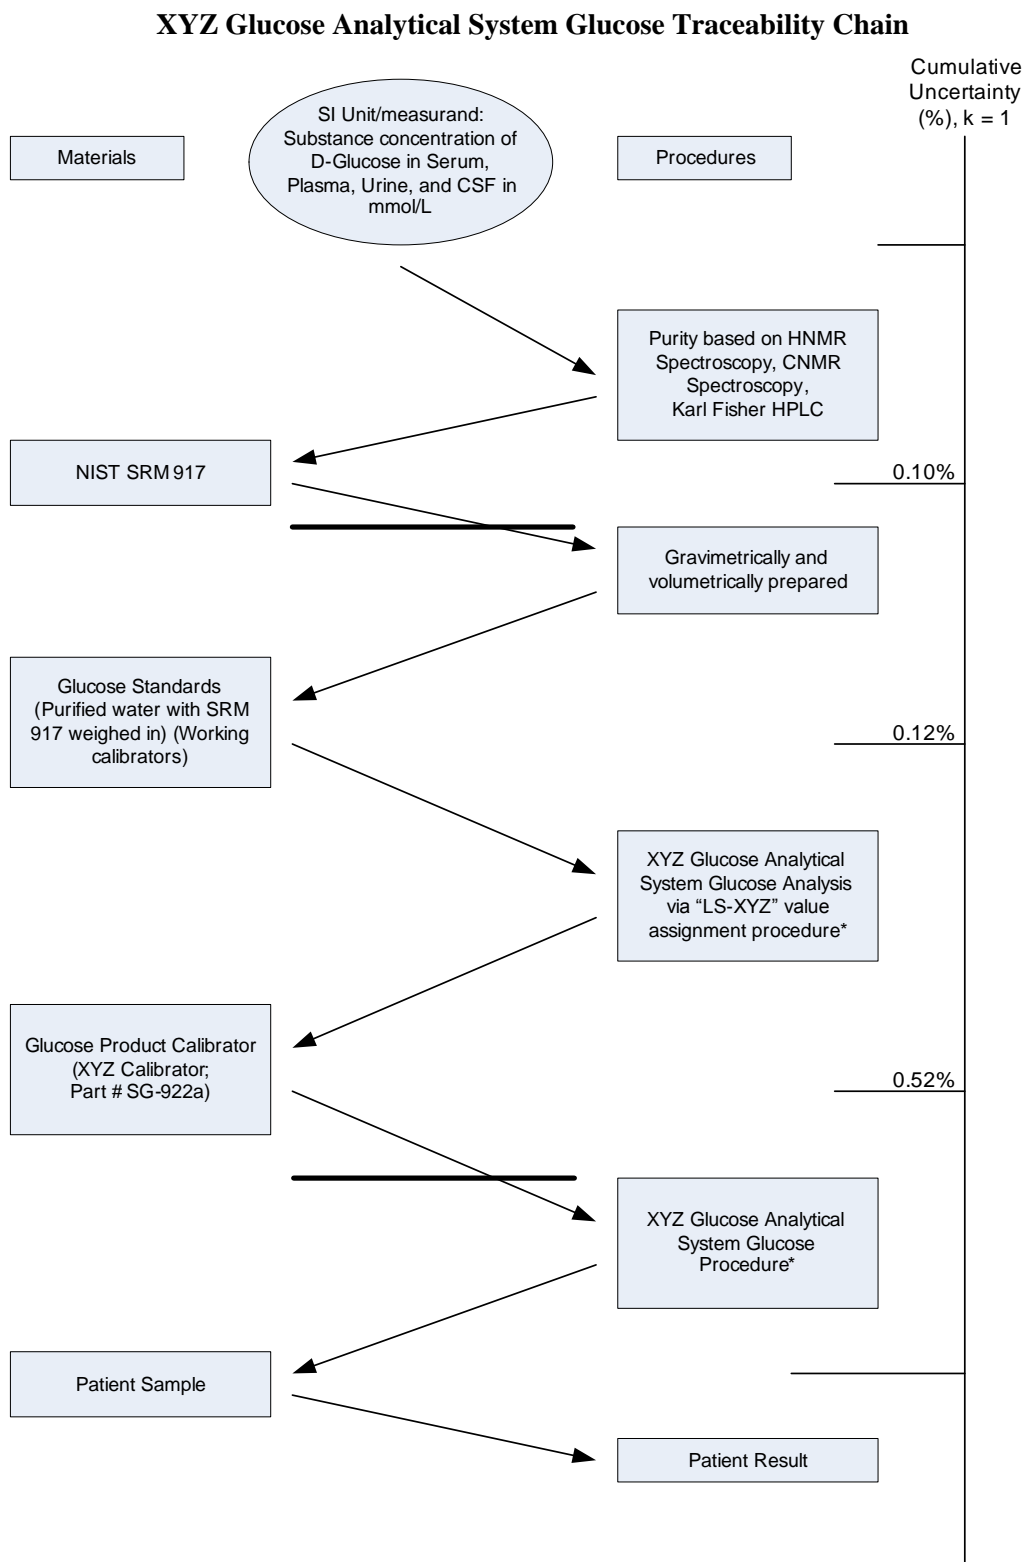 XYZ Glucose Analytical System Glucose Traceability Chain
Cumulative
Uncertainty
(%), k = 1
Materials
SI Unit/measurand:
Substance concentration of
D-Glucose in Serum,
Plasma, Urine, and CSF in
mmol/L
Procedures
Purity based on HNMR
Spectroscopy, CNMR
Spectroscopy,
Karl Fisher HPLC
NIST SRM 917
0.10%
Gravimetrically and
volumetrically prepared
Glucose Standards
(Purified water with SRM
917 weighed in) (Working
calibrators)
0.12%
XYZ Glucose Analytical
System Glucose Analysis
via “LS-XYZ” value
assignment procedure*
Glucose Product Calibrator
(XYZ Calibrator;
Part # SG-922a)
0.52%
XYZ Glucose Analytical
System Glucose
Procedure*
Patient Sample
Patient Result